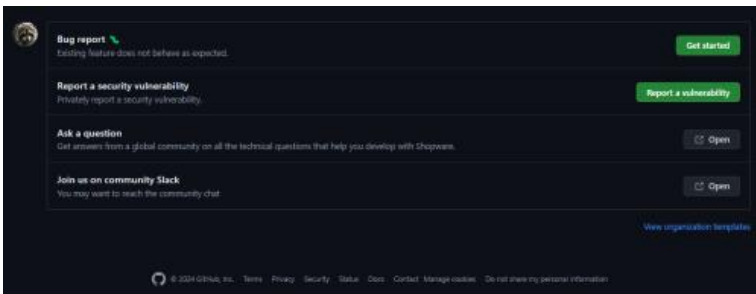 Bug report
Existing feature does not behave as expected.
Get started
Report a security vulnerability
Privately report a security vulnerability.
Report a vulnerability
Ask a question
Get answers from a global community on all the technical questions that help you develop with Shopware.
Open
Join us on community Slack
You may want to reach the community chat
Open
View organization templates
© 2024 GitHub, Inc. Terms Privacy Security Status Docs Contact Manage cookies Do not share my personal information